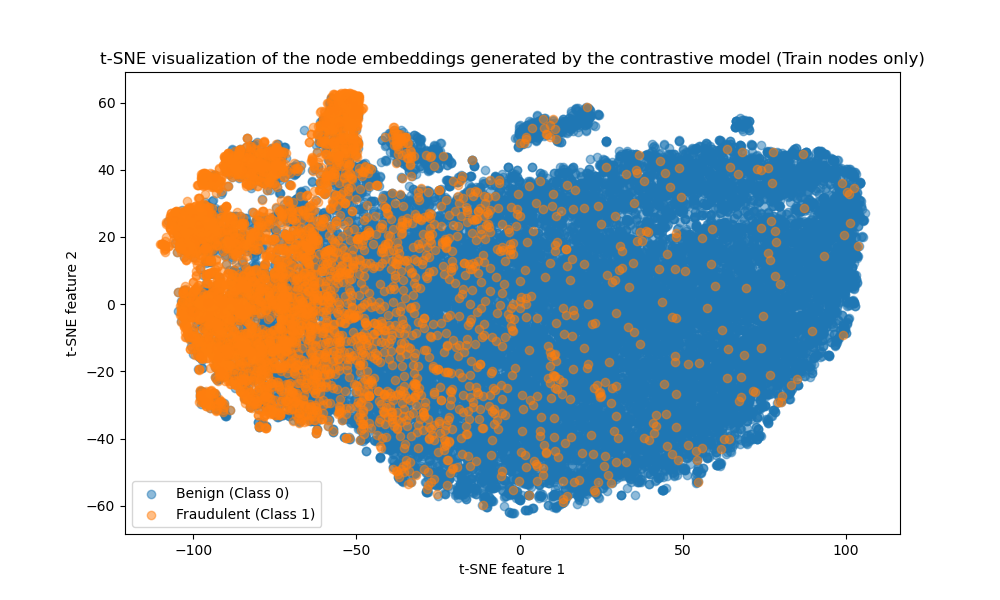 t-SNE visualization of the node embeddings generated by the contrastive model (Train nodes only)
60
40
20
0
−20
−40
−60
t-SNE feature 2
Benign (Class 0)
Fraudulent (Class 1)
−100
−50
0
50
100
t-SNE feature 1